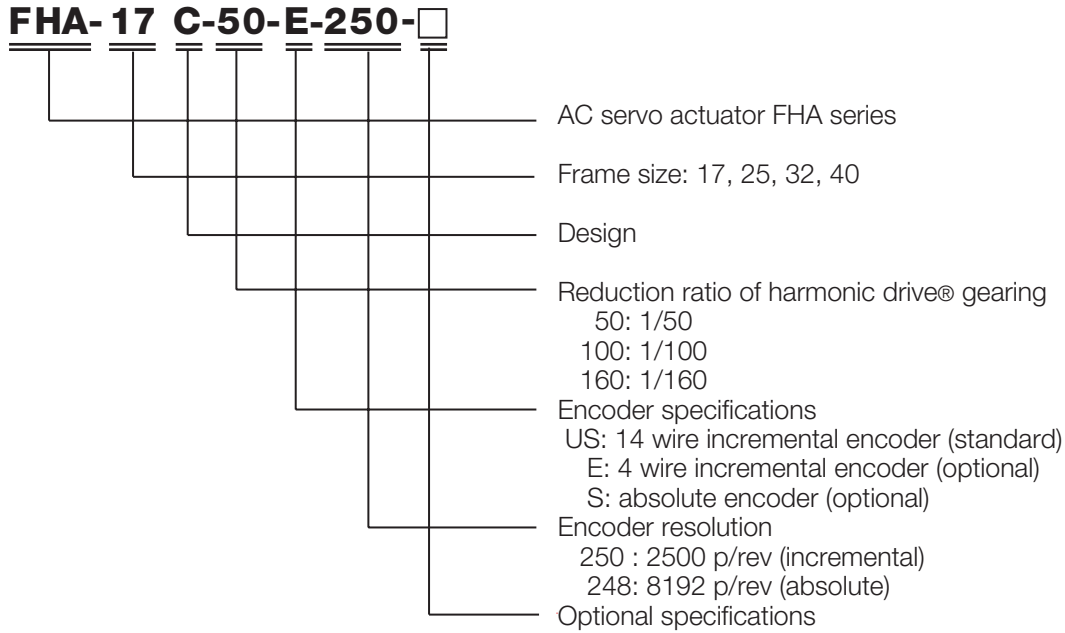 FHA-17 C-50-E-250-□
AC servo actuator FHA series
Frame size: 17, 25, 32, 40
Design
Reduction ratio of harmonic drive® gearing
50: 1/50
100: 1/100
160: 1/160
Encoder specifications
US: 14 wire incremental encoder (standard)
E: 4 wire incremental encoder (optional)
S: absolute encoder (optional)
Encoder resolution
250 : 2500 p/rev (incremental)
248: 8192 p/rev (absolute)
Optional specifications